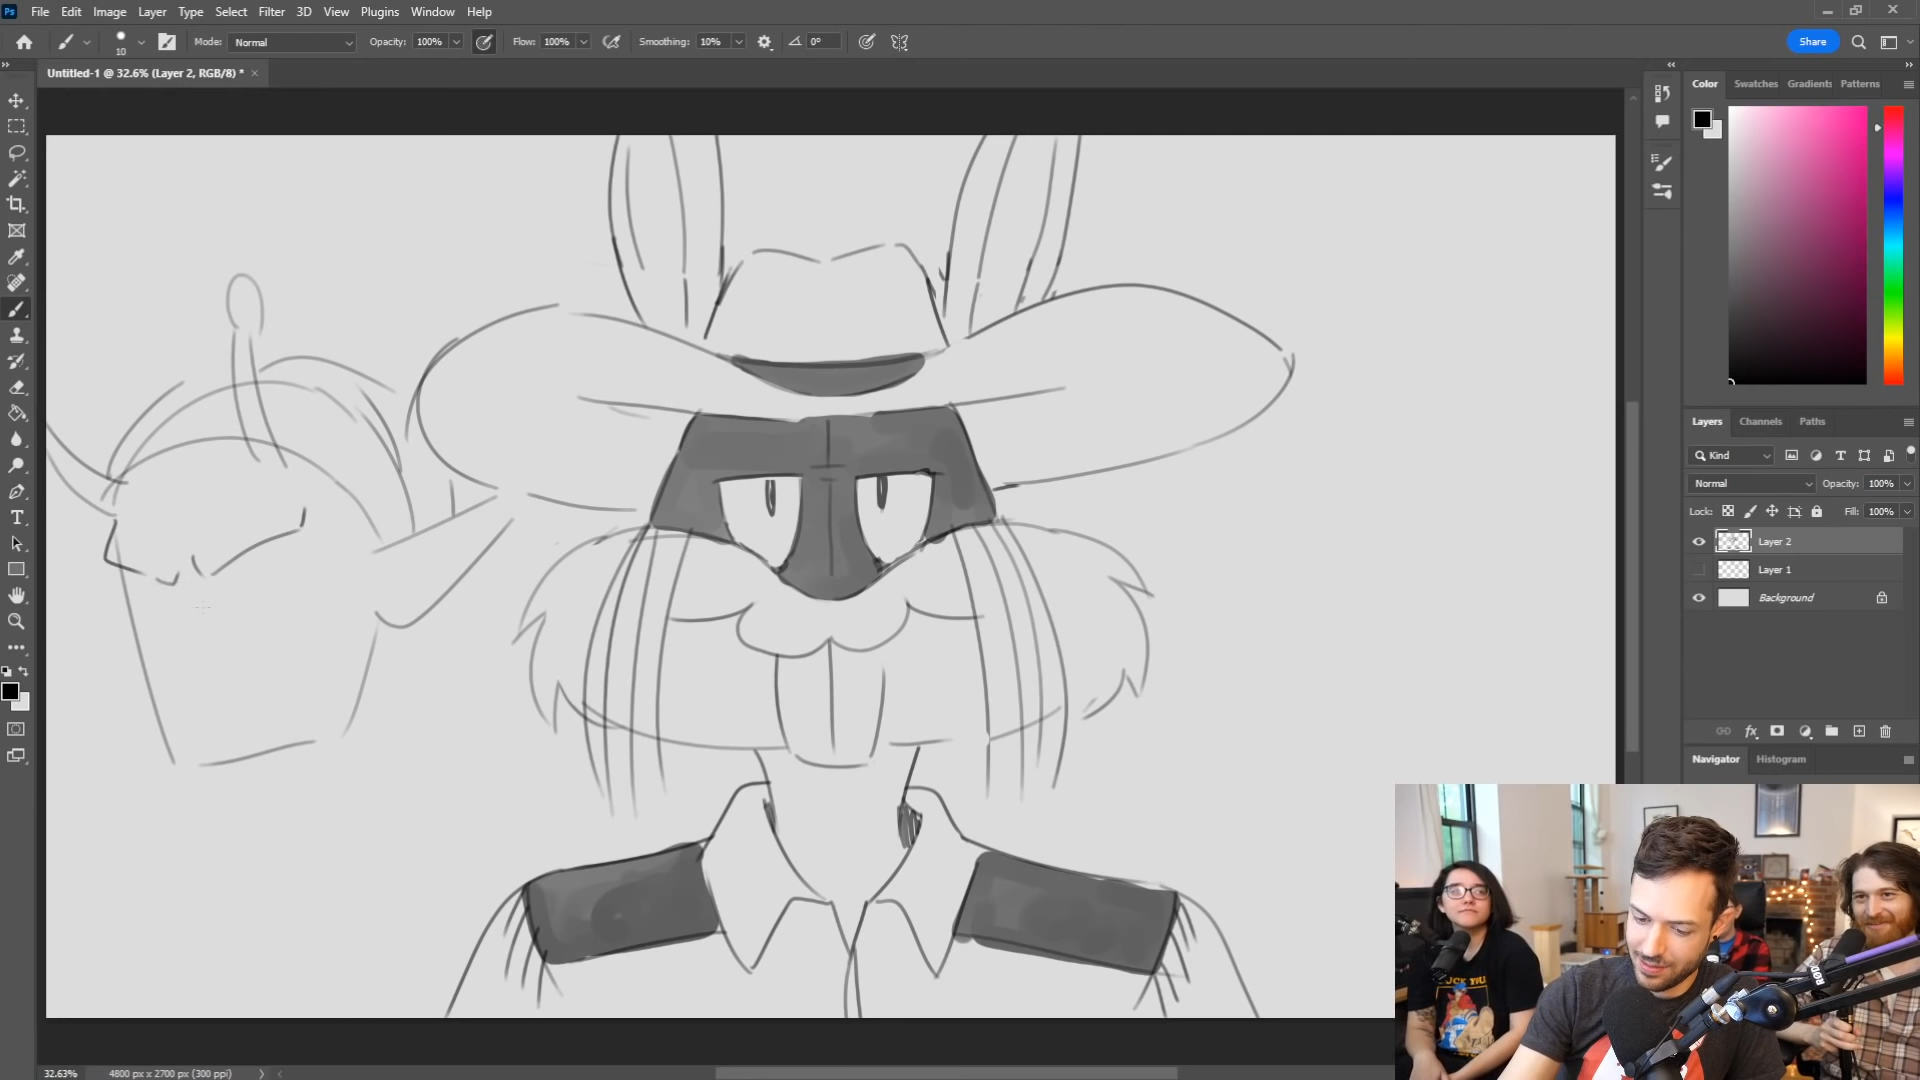 Ps File Edit Image Layer Type Select Filter 3D View Plugins Window Help
10 Mode: Normal Opacity: 100% Flow: 100% Smoothing: 10% 0° Share
Untitled-1 @ 32.6% (Layer 2, RGB/8) *
Color Swatches Gradients Patterns
Layers Channels Paths
Kind
Normal Opacity: 100%
Lock: Fill: 100%
Layer 2
Layer 1
Background
fx
Navigator Histogram
RØDE
32.63% 4800 px x 2700 px (300 ppi)